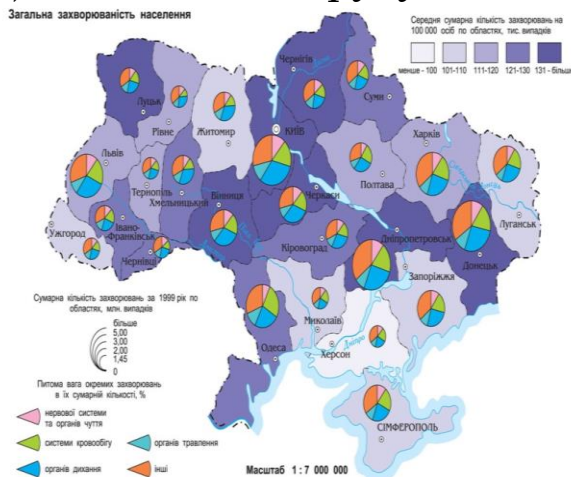 Загальна захворюваність населення
Середня сумарна кількість захворювань на
100 000 осіб по областях, тис. випадків
менше - 100
101-110
111-120
121-130
131 - більше
Чернігів
Луцьк
Суми
Рівне
Житомир
КИЇВ
Харків
Львів
Полтава
Тернопіль
Хмельницький
Вінниця
Черкаси
Луганськ
Ужгород
Івано-
Франківськ
Чернівці
Кіровоград
Дніпропетровськ
Донецьк
Запоріжжя
Миколаїв
Одеса
Херсон
Дніпро
СІМФЕРОПОЛЬ
Сумарна кількість захворювань за 1999 рік по
областях, млн. випадків
більше
5,00
3,00
2,00
1,45
0
Питома вага окремих захворювань
в їх сумарній кількості, %
нервової системи
та органів чуття
системи кровообігу
органів травлення
органів дихання
інші
Масштаб 1 : 7 000 000